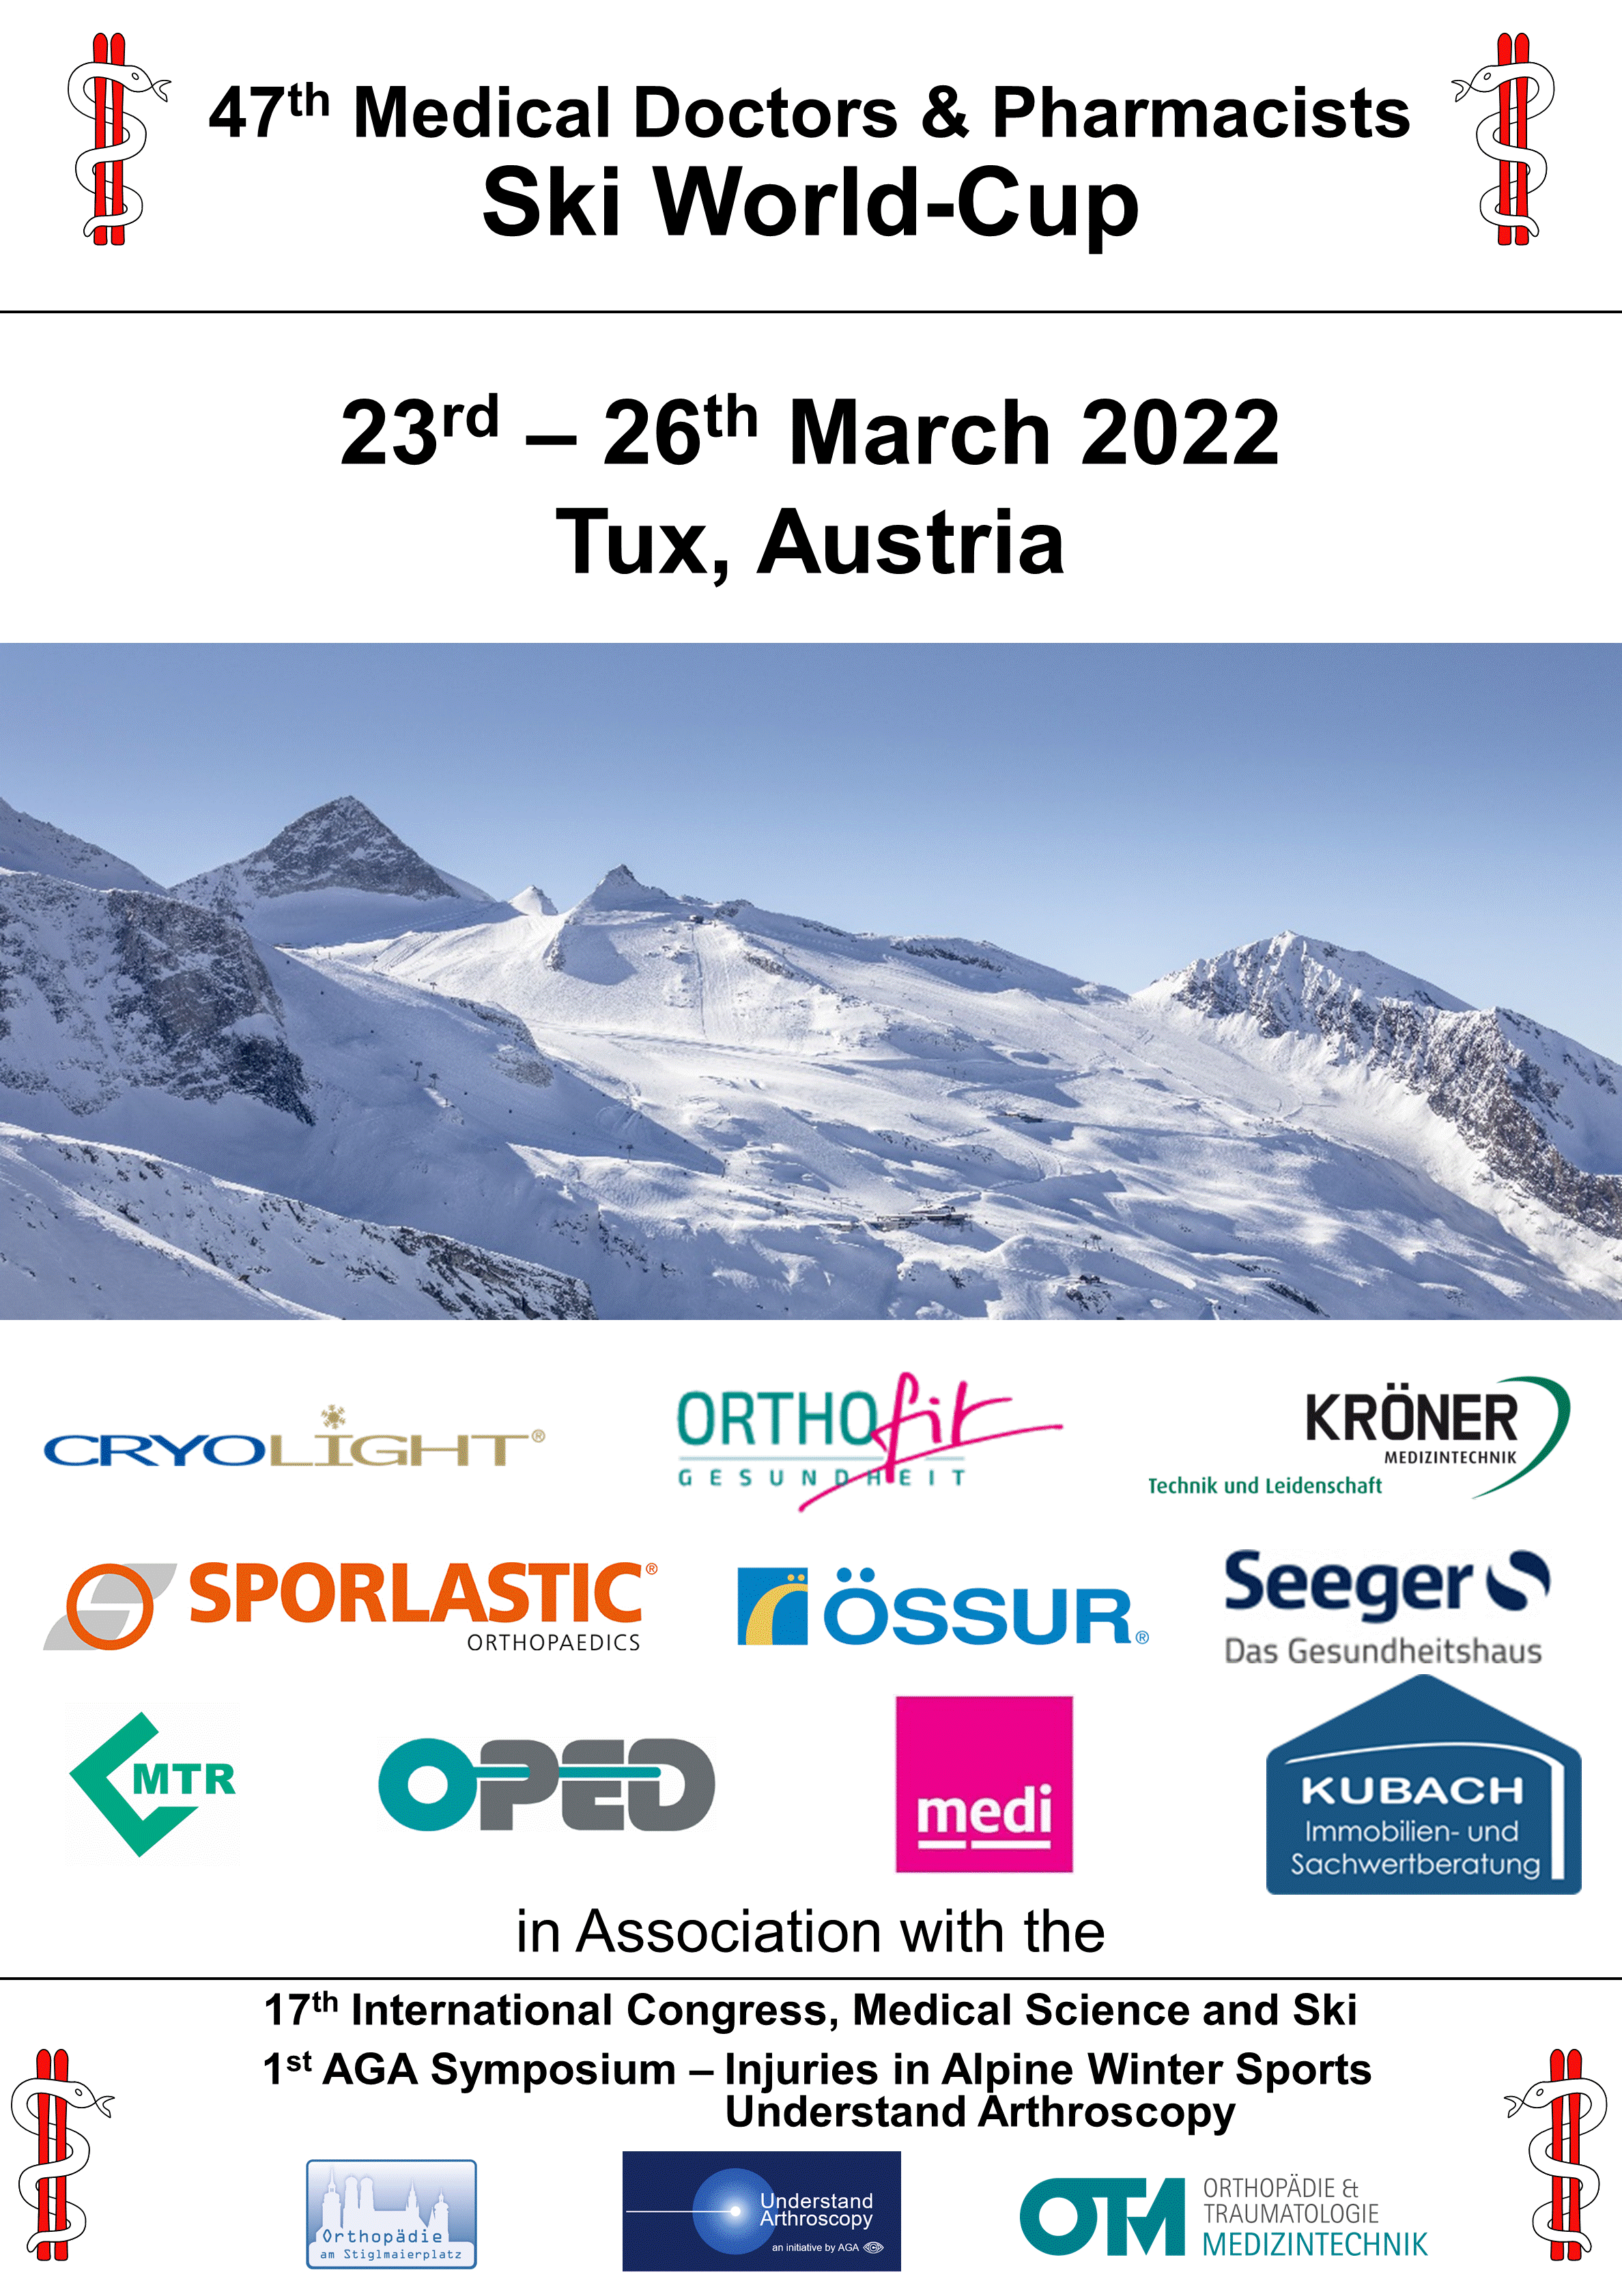 47th Medical Doctors & Pharmacists
Ski World-Cup
23rd – 26th March 2022
Tux, Austria
CRYOLIGHT®
ORTHOfit
GESUNDHEIT
KRÖNER
MEDIZINTECHNIK
Technik und Leidenschaft
SPORLASTIC®
ORTHOPAEDICS
ÖSSUR®
Seeger
Das Gesundheitshaus
MTR
OPED
medi
KUBACH
Immobilien- und
Sachwertberatung
in Association with the
17th International Congress, Medical Science and Ski
1st AGA Symposium – Injuries in Alpine Winter Sports
Understand Arthroscopy
Orthopädie
am Stiglmaierplatz
Understand
Arthroscopy
an initiative by AGA
OTM
ORTHOPÄDIE &
TRAUMATOLOGIE
MEDIZINTECHNIK